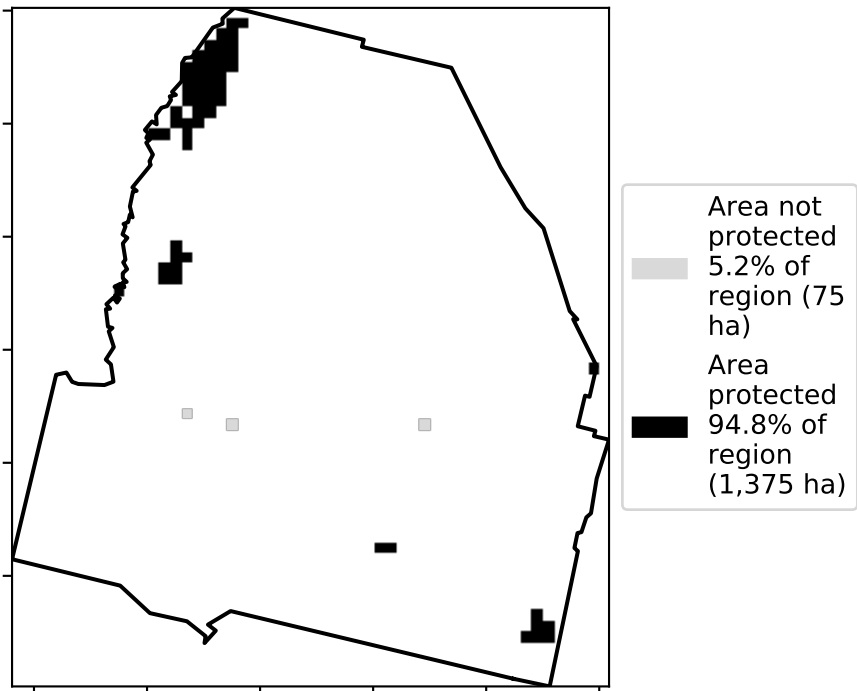 Area not
protected
5.2% of
region (75
ha)
Area
protected
94.8% of
region
(1,375 ha)